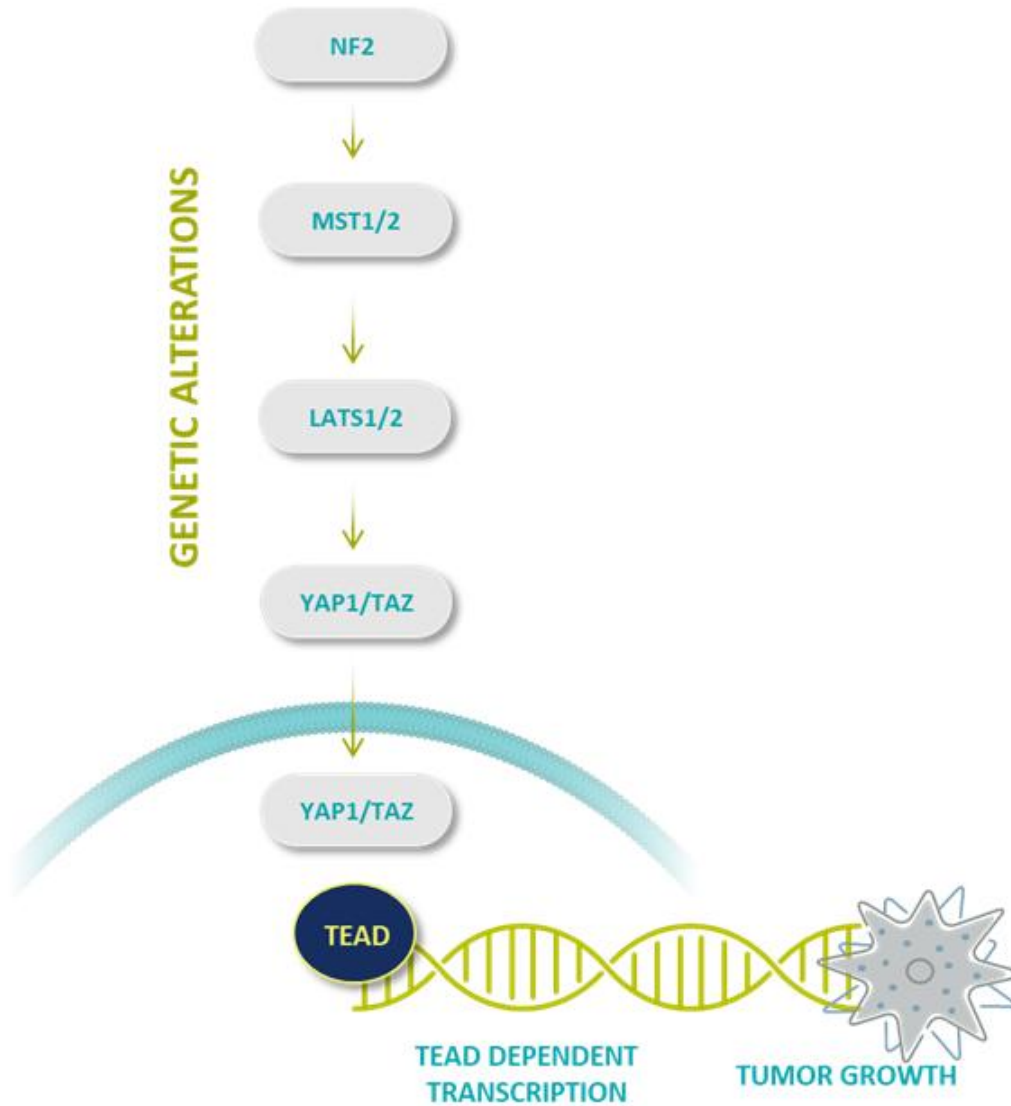 NF2
GENETIC ALTERATIONS
MST1/2
LATS1/2
YAP1/TAZ
YAP1/TAZ
TEAD
TEAD DEPENDENT
TRANSCRIPTION
TUMOR GROWTH